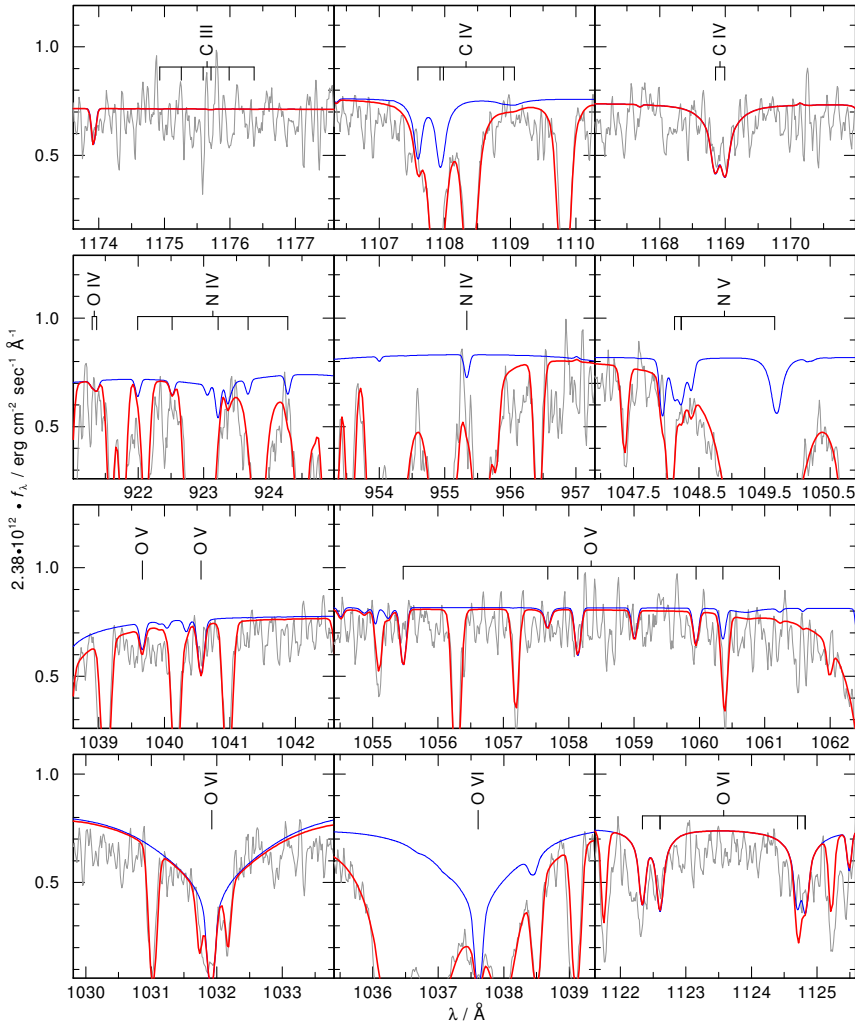 C III
C IV
C IV
1.0
0.5
1174 1175 1176 1177
1107 1108 1109 1110
1168 1169 1170
O IV
N IV
N IV
N V
1.0
0.5
922 923 924
954 955 956 957
1047.5 1048.5 1049.5 1050.5
2.38•10¹² • f_λ / erg cm⁻² sec⁻¹ Å⁻¹
O V
O V
O V
1.0
0.5
1039 1040 1041 1042
1055 1056 1057 1058 1059 1060 1061 1062
O VI
O VI
O VI
1.0
0.5
1030 1031 1032 1033
1036 1037 1038 1039
1122 1123 1124 1125
λ / Å